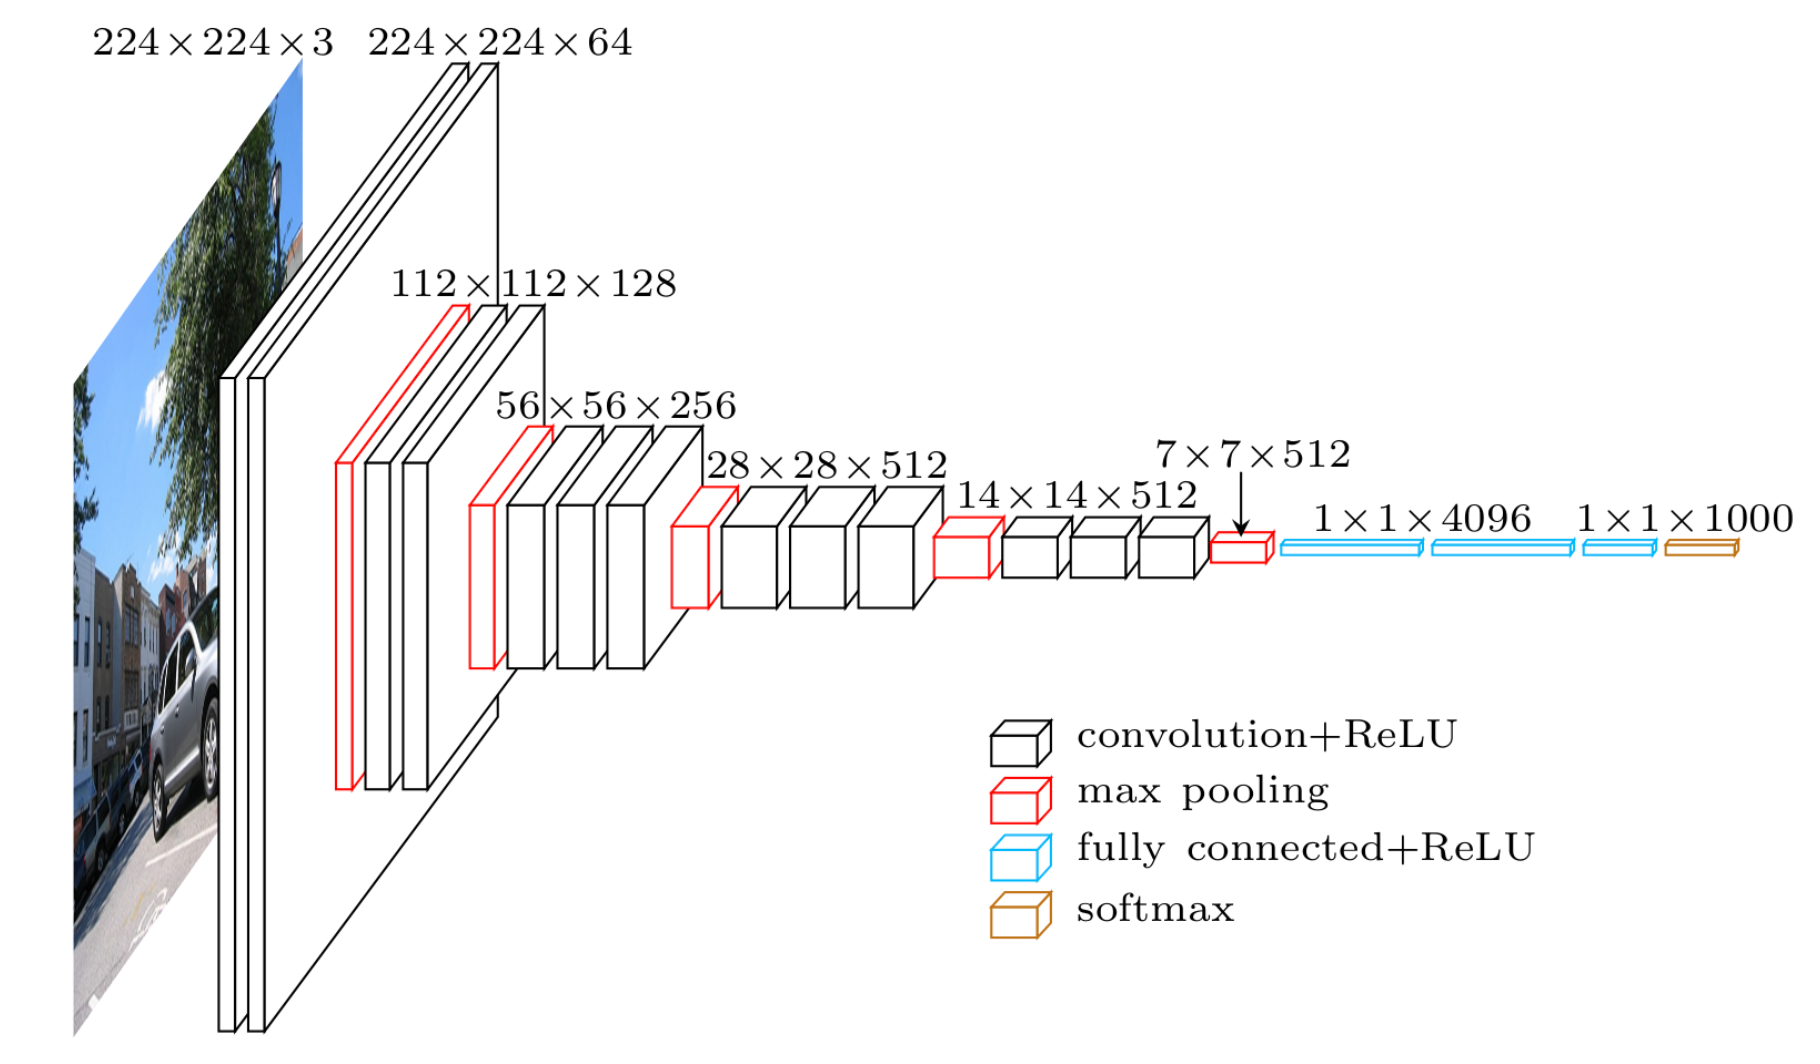 224×224×3
224×224×64
112×112×128
56×56×256
28×28×512
14×14×512
7×7×512
1×1×4096
1×1×1000
convolution+ReLU
max pooling
fully connected+ReLU
softmax